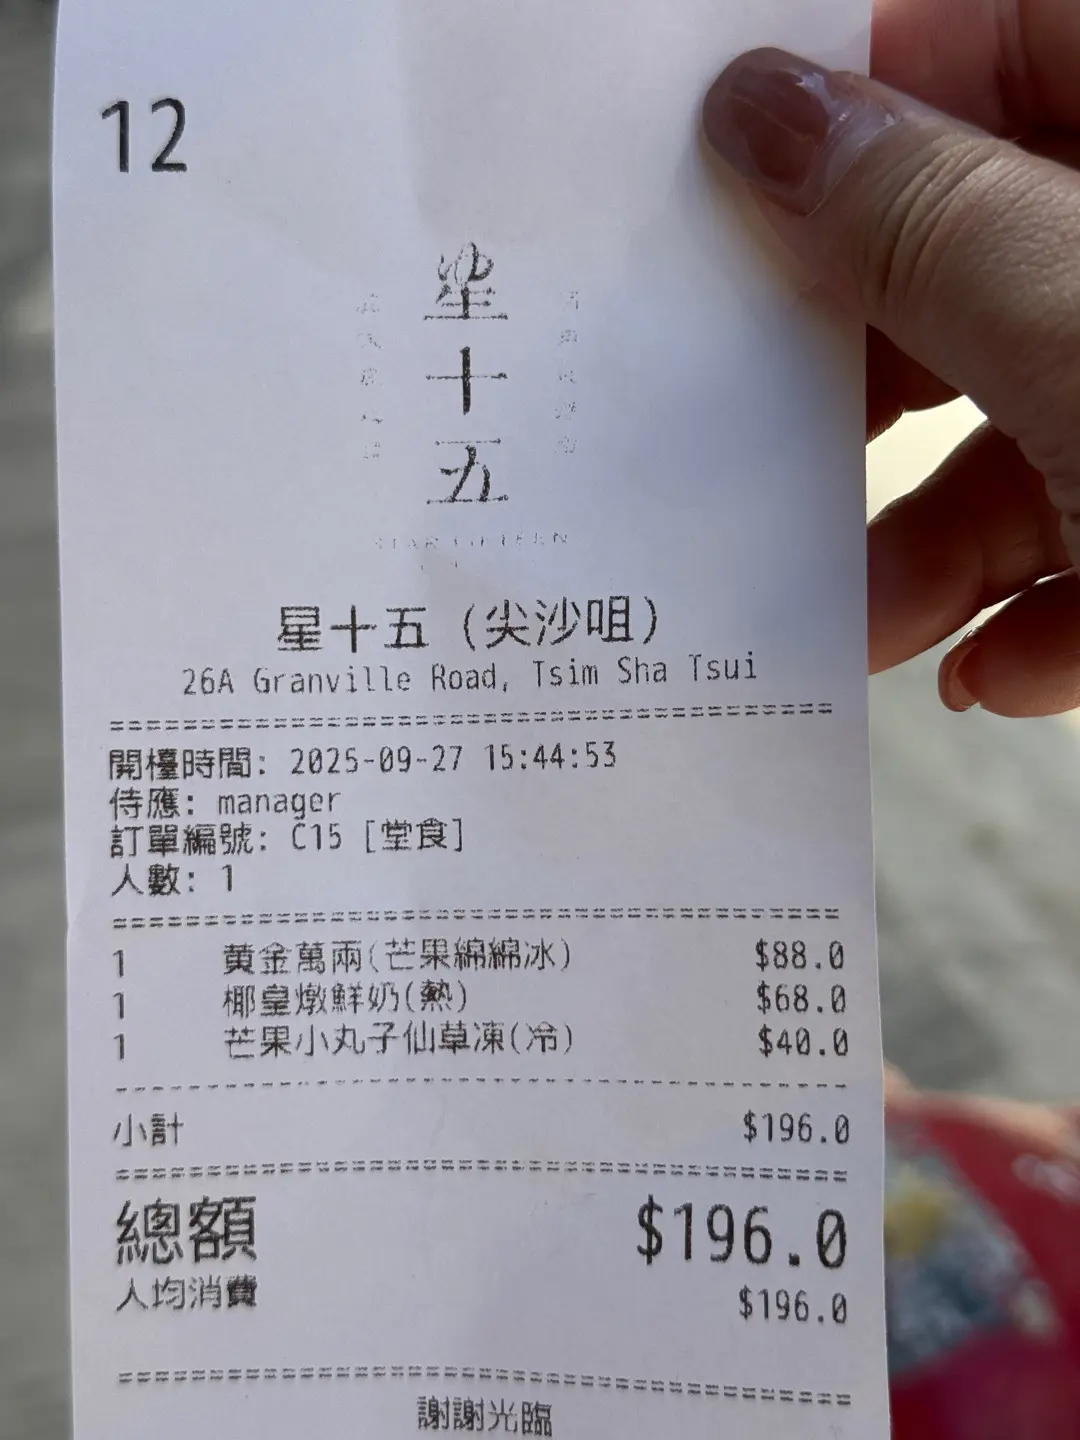 12
星十五
STAR FIFTEEN
星十五（尖沙咀）
26A Granville Road, Tsim Sha Tsui
開檯時間: 2025-09-27 15:44:53
侍應: manager
訂單編號: C15 [堂食]
人數: 1
1 黄金萬兩(芒果綿綿冰) $88.0
1 椰皇燉鮮奶(熱) $68.0
1 芒果小丸子仙草凍(冷) $40.0
小計 $196.0
總額 $196.0
人均消費 $196.0
謝謝光臨